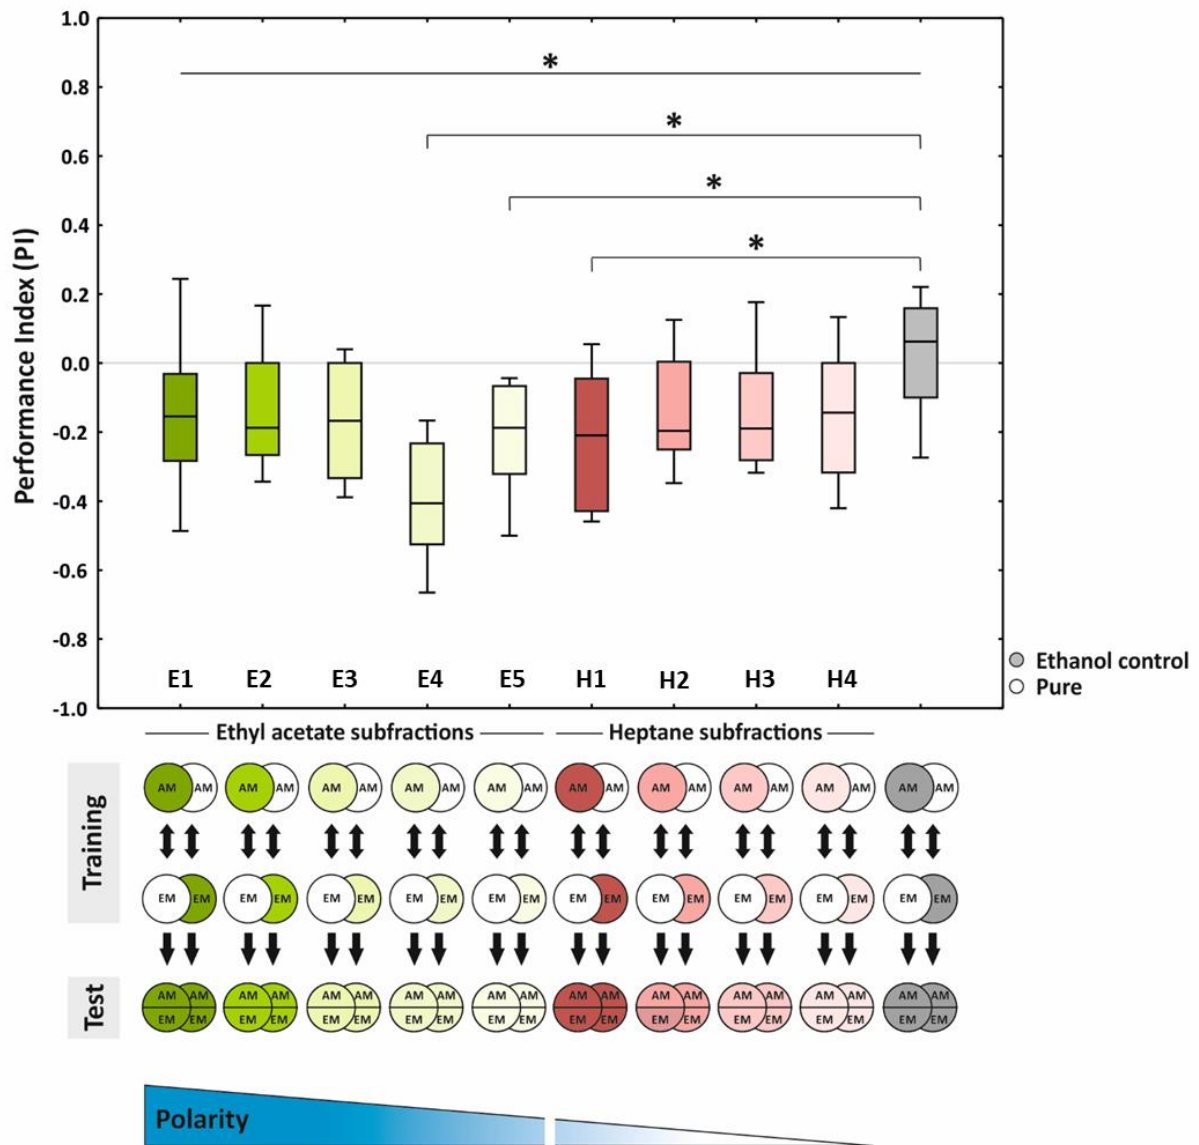 1.0
*
0.8
*
0.6
*
0.4
*
0.2
0.0
-0.2
-0.4
-0.6
-0.8
-1.0
Performance Index (PI)
E1 E2 E3 E4 E5 H1 H2 H3 H4
Ethanol control
Pure
Ethyl acetate subfractions Heptane subfractions
Training
AM AM AM AM AM AM AM AM AM AM AM AM AM AM AM AM AM AM AM AM
EM EM EM EM EM EM EM EM EM EM EM EM EM EM EM EM EM EM EM EM
Test
AM AM AM AM AM AM AM AM AM AM AM AM AM AM AM AM AM AM AM AM
EM EM EM EM EM EM EM EM EM EM EM EM EM EM EM EM EM EM EM EM
Polarity